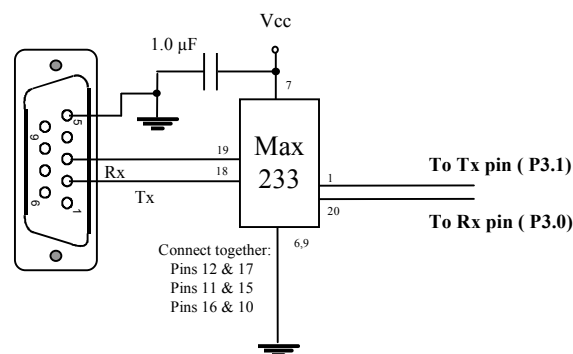 Vcc
1.0 µF
7
5
9
6
1
19
18
Rx
Tx
Max
233
1
20
To Tx pin ( P3.1)
To Rx pin ( P3.0)
6,9
Connect together:
Pins 12 & 17
Pins 11 & 15
Pins 16 & 10